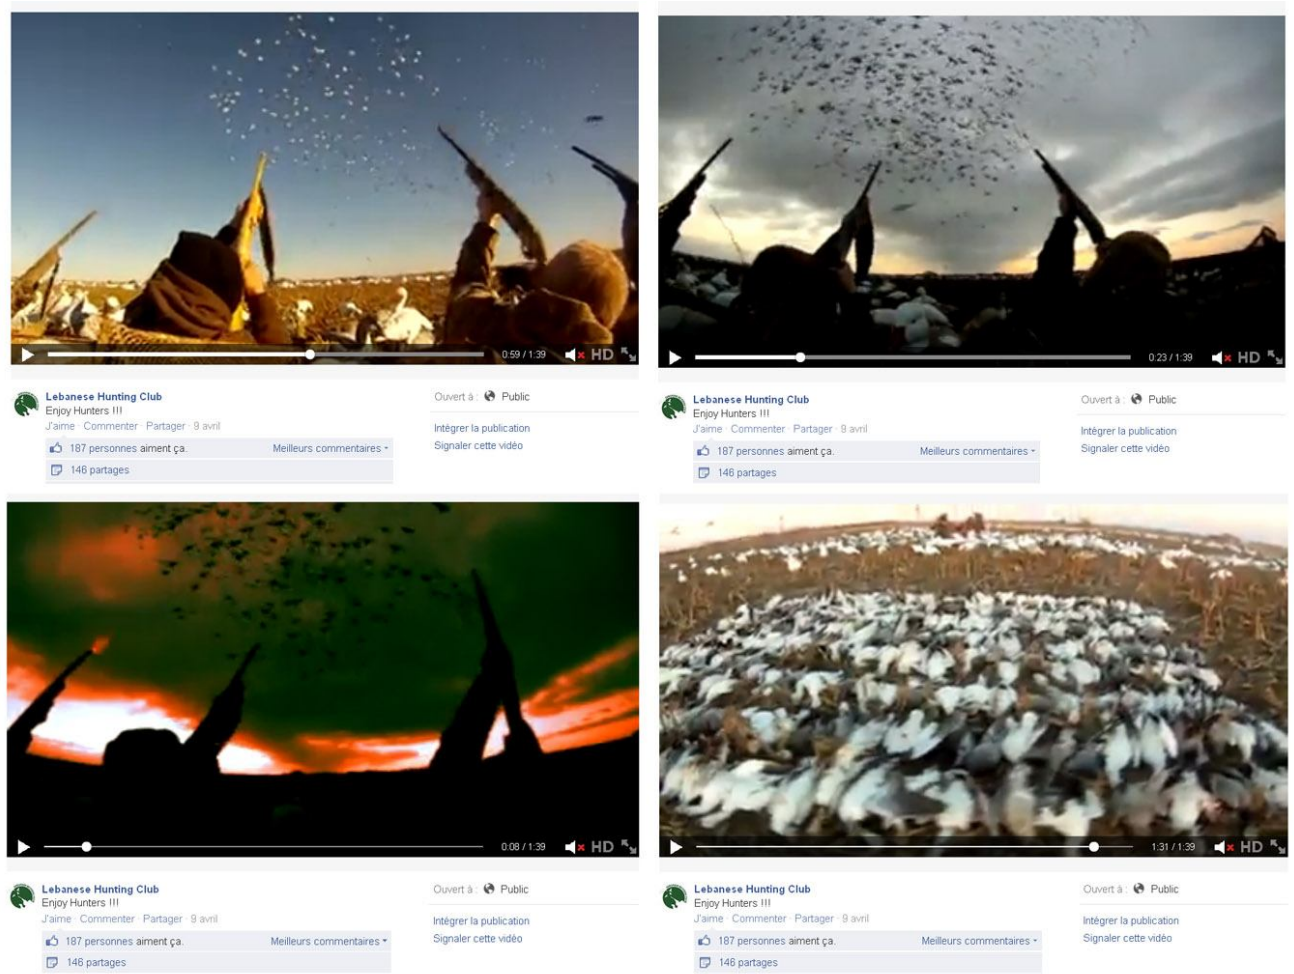 0:59 / 1:39 HD
Lebanese Hunting Club
Enjoy Hunters !!!
J'aime · Commenter · Partager · 9 avril
187 personnes aiment ça.
Meilleurs commentaires
146 partages
Ouvert à : Public
Intégrer la publication
Signaler cette vidéo
0:23 / 1:39 HD
Lebanese Hunting Club
Enjoy Hunters !!!
J'aime · Commenter · Partager · 9 avril
187 personnes aiment ça.
Meilleurs commentaires
146 partages
Ouvert à : Public
Intégrer la publication
Signaler cette vidéo
0:08 / 1:39 HD
Lebanese Hunting Club
Enjoy Hunters !!!
J'aime · Commenter · Partager · 9 avril
187 personnes aiment ça.
Meilleurs commentaires
146 partages
Ouvert à : Public
Intégrer la publication
Signaler cette vidéo
1:31 / 1:39 HD
Lebanese Hunting Club
Enjoy Hunters !!!
J'aime · Commenter · Partager · 9 avril
187 personnes aiment ça.
Meilleurs commentaires
146 partages
Ouvert à : Public
Intégrer la publication
Signaler cette vidéo